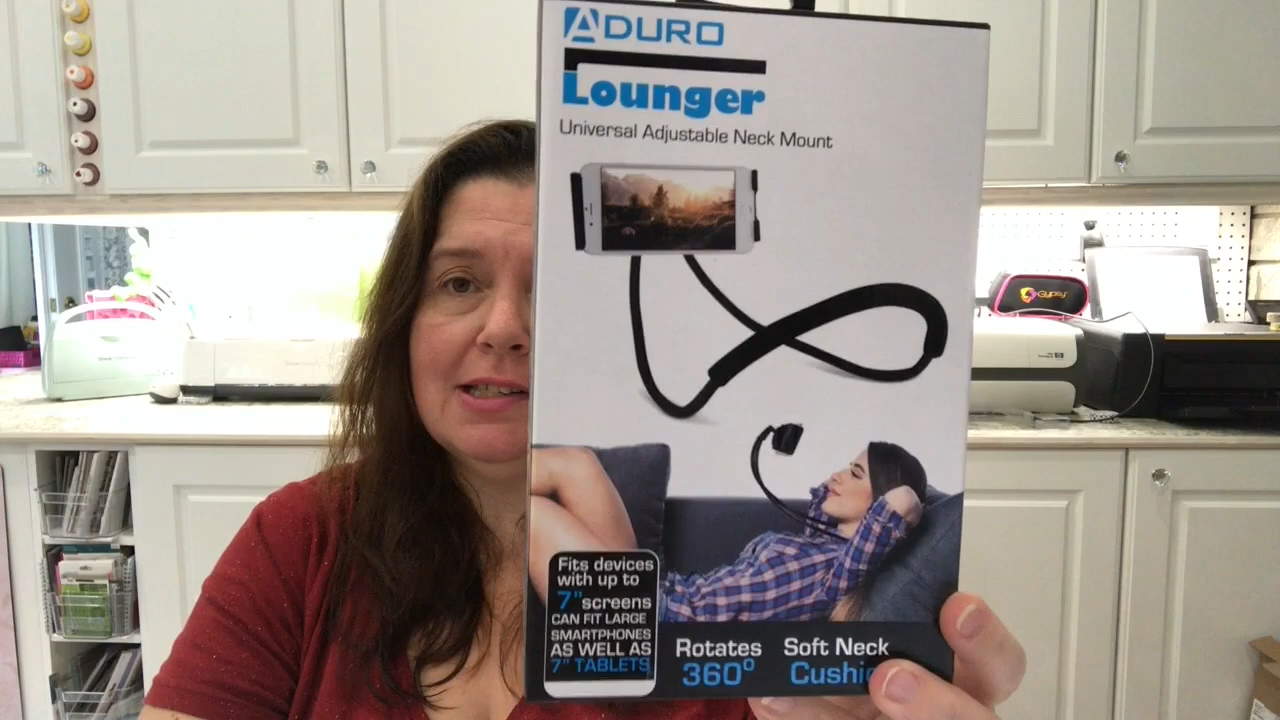 ADURO
Lounger
Universal Adjustable Neck Mount
Fits devices
with up to
7" screens
CAN FIT LARGE
SMARTPHONES
AS WELL AS
7" TABLETS
Rotates
360°
Soft Neck
Gypsy